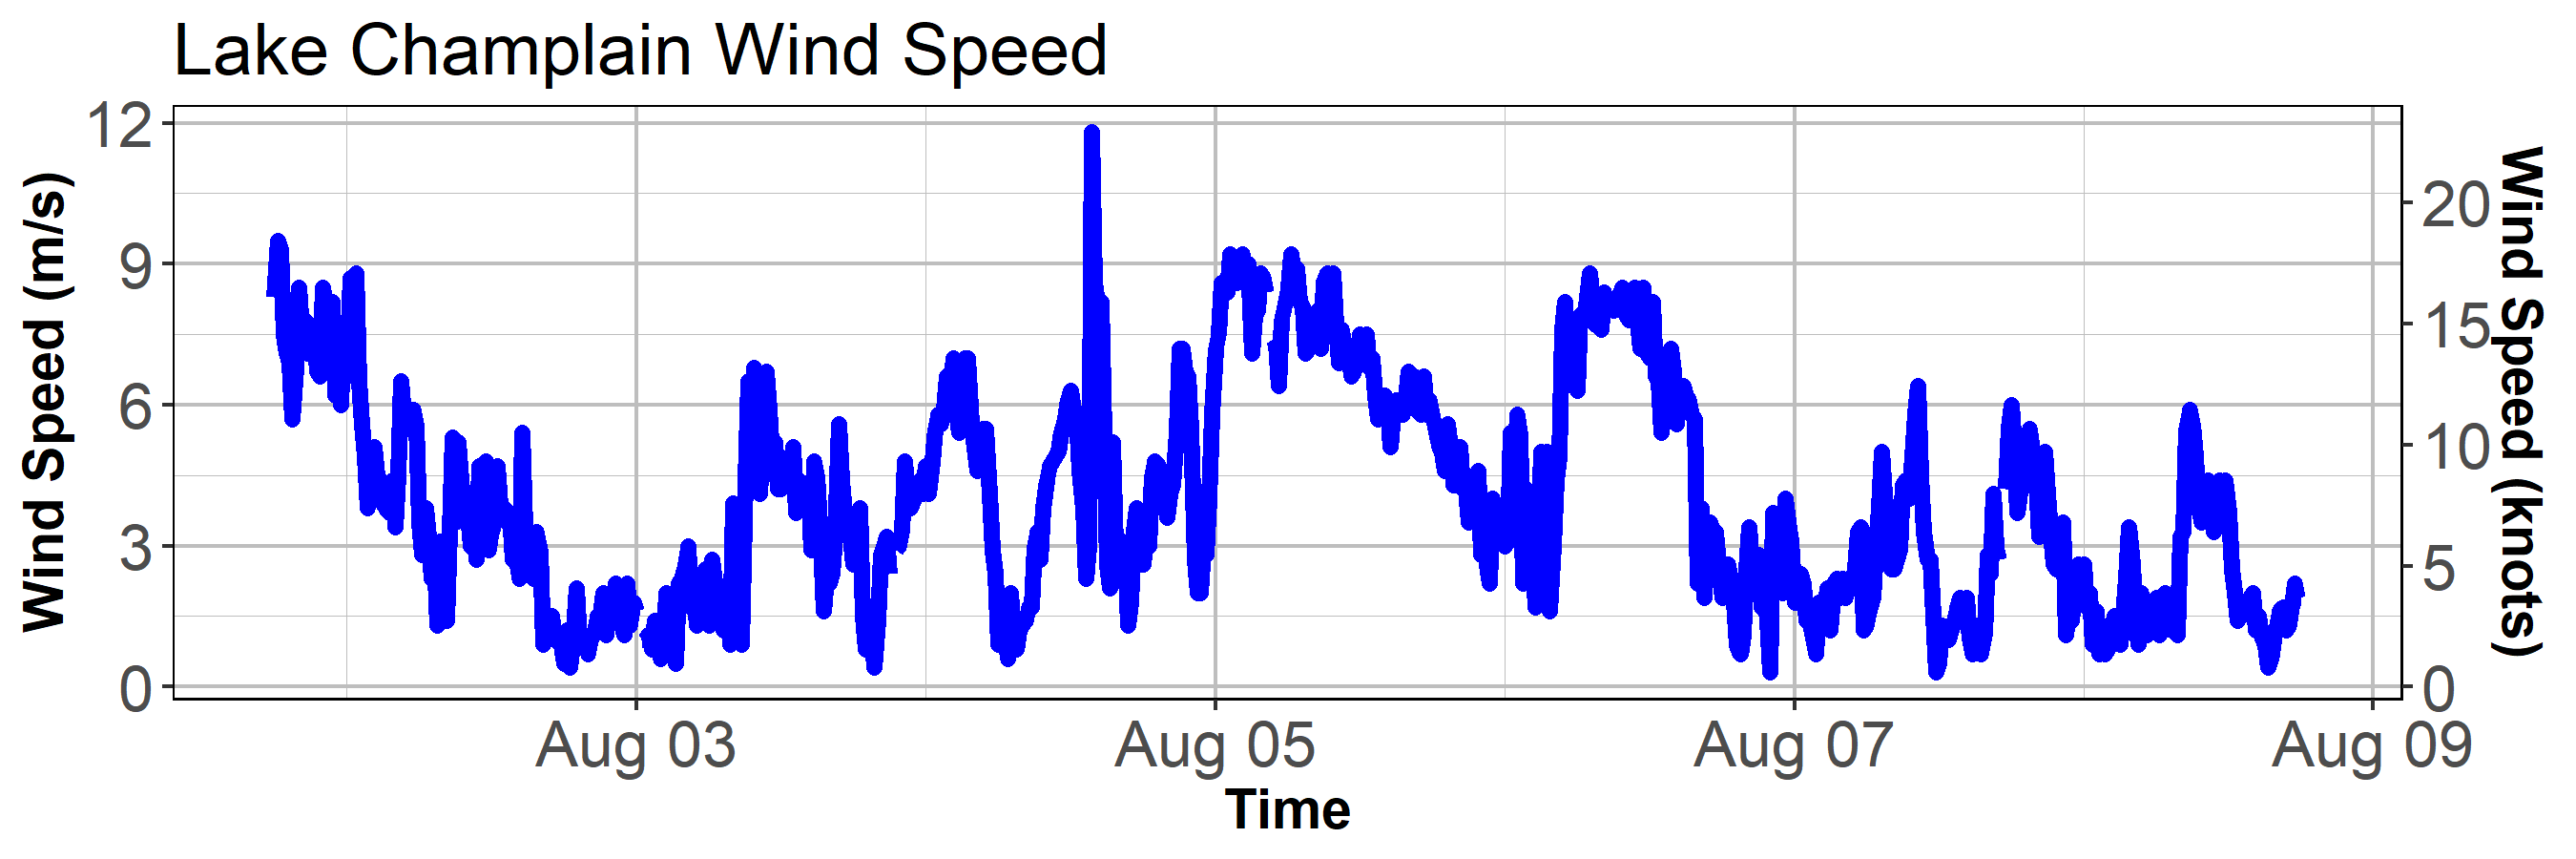 Lake Champlain Wind Speed
Wind Speed (m/s)
12
9
6
3
0
20
15
10
5
0
Wind Speed (knots)
Aug 03
Aug 05
Aug 07
Aug 09
Time